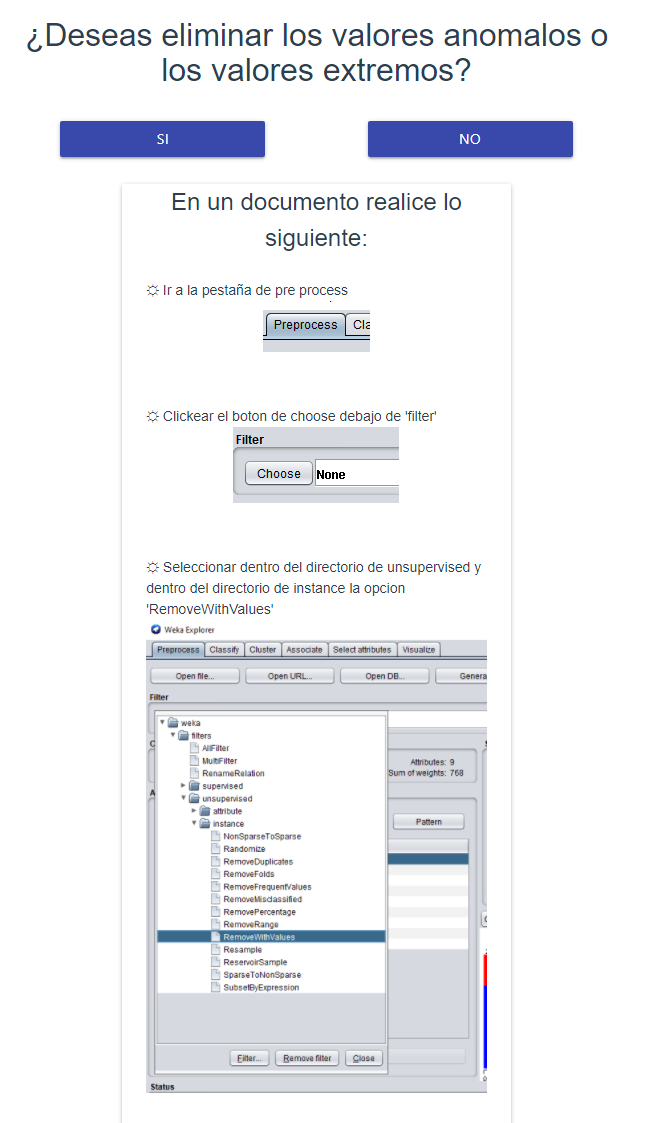 ¿Deseas eliminar los valores anomalos o
los valores extremos?
SI
NO
En un documento realice lo
siguiente:
☼ Ir a la pestaña de pre process
Preprocess
☼ Clickear el boton de choose debajo de 'filter'
Filter
Choose
None
☼ Seleccionar dentro del directorio de unsupervised y
dentro del directorio de instance la opcion
'RemoveWithValues'
Weka Explorer
Preprocess Classify Cluster Associate Select attributes Visualize
Open file... Open URL... Open DB... Genera
Filter
weka
filters
AllFilter
MultiFilter
RenameRelation
supervised
unsupervised
attribute
instance
NonSparseToSparse
Randomize
RemoveDuplicates
RemoveFolds
RemoveFrequentValues
RemoveMisclassified
RemovePercentage
RemoveRange
RemoveWithValues
Resample
ReservoirSample
SparseToNonSparse
SubsetByExpression
Attributes: 9
Sum of weights: 768
Pattern
Filter... Remove filter Close
Status